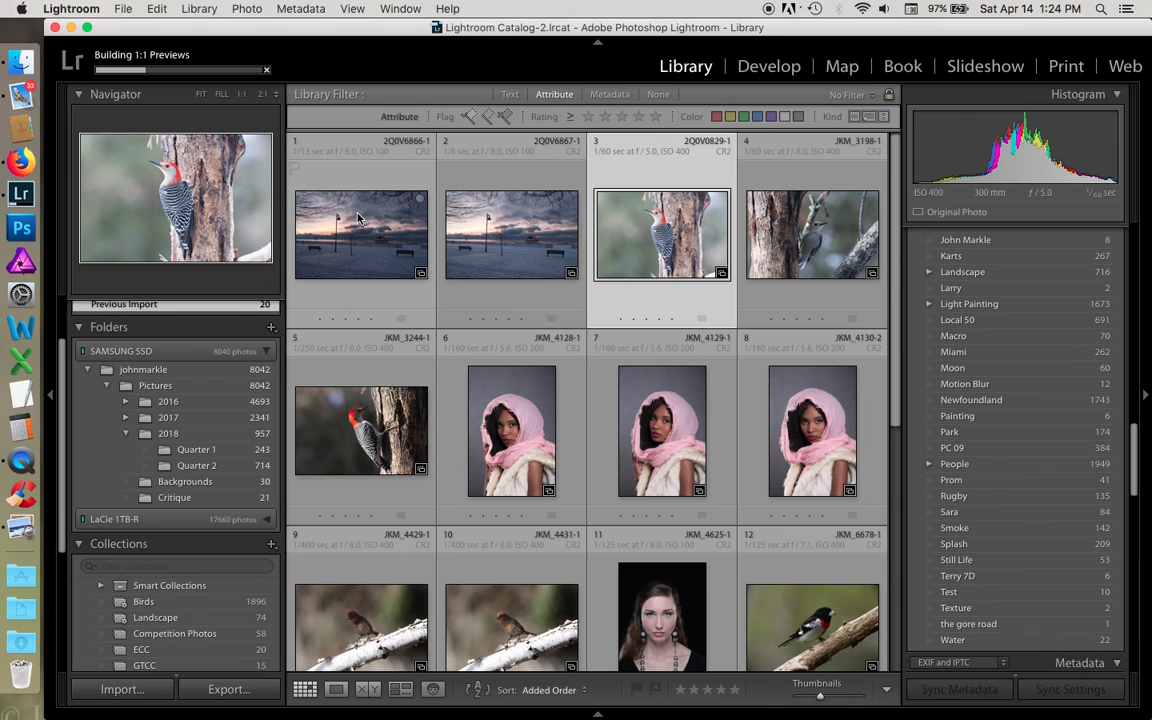 Lightroom File Edit Library Photo Metadata View Window Help 97% Sat Apr 14 1:24 PM
Lightroom Catalog-2.lrcat - Adobe Photoshop Lightroom - Library
Lr Building 1:1 Previews
Library Develop Map Book Slideshow Print Web
Navigator FIT FILL 1:1 2:1
Previous Import 20
Folders
SAMSUNG SSD 8040 photos
johnmarkle 8042
Pictures 8042
2016 4693
2017 2341
2018 957
Quarter 1 243
Quarter 2 714
Backgrounds 30
Critique 21
LaCie 1TB-R 17660 photos
Collections
Filter Collections
Smart Collections
Birds 1896
Landscape 74
Competition Photos 58
ECC 20
GTCC 15
Import... Export...
Library Filter : Text Attribute Metadata None No Filter
Attribute Flag Rating ≥ Color Kind
1 2Q0V6866-1
1/13 sec at f / 8.0, ISO 100 CR2
2 2Q0V6867-1
1/8 sec at f / 8.0, ISO 100 CR2
3 2Q0V0829-1
1/60 sec at f / 5.0, ISO 400 CR2
4 JKM_3198-1
1/60 sec at f / 8.0, ISO 400 CR2
5 JKM_3244-1
1/250 sec at f / 8.0, ISO 400 CR2
6 JKM_4128-1
1/160 sec at f / 5.6, ISO 200 CR2
7 JKM_4129-1
1/160 sec at f / 5.6, ISO 200 CR2
8 JKM_4130-2
1/160 sec at f / 5.6, ISO 200 CR2
9 JKM_4429-1
1/400 sec at f / 8.0, ISO 400 CR2
10 JKM_4431-1
1/400 sec at f / 8.0, ISO 400 CR2
11 JKM_4625-1
1/125 sec at f / 8.0, ISO 100 CR2
12 JKM_6678-1
1/125 sec at f / 7.1, ISO 400 CR2
Sort: Added Order
Thumbnails
Histogram
ISO 400 300 mm ƒ / 5.0 1/60 sec
Original Photo
John Markle 8
Karts 267
Landscape 716
Larry 2
Light Painting 1673
Local 50 691
Macro 70
Miami 262
Moon 60
Motion Blur 12
Newfoundland 1743
Painting 6
Park 174
PC 09 384
People 1949
Prom 41
Rugby 135
Sara 84
Smoke 142
Splash 209
Still Life 53
Terry 7D 6
Test 10
Texture 2
the gore road 1
Water 22
EXIF and IPTC Metadata
Sync Metadata Sync Settings
Lr
Ps
33